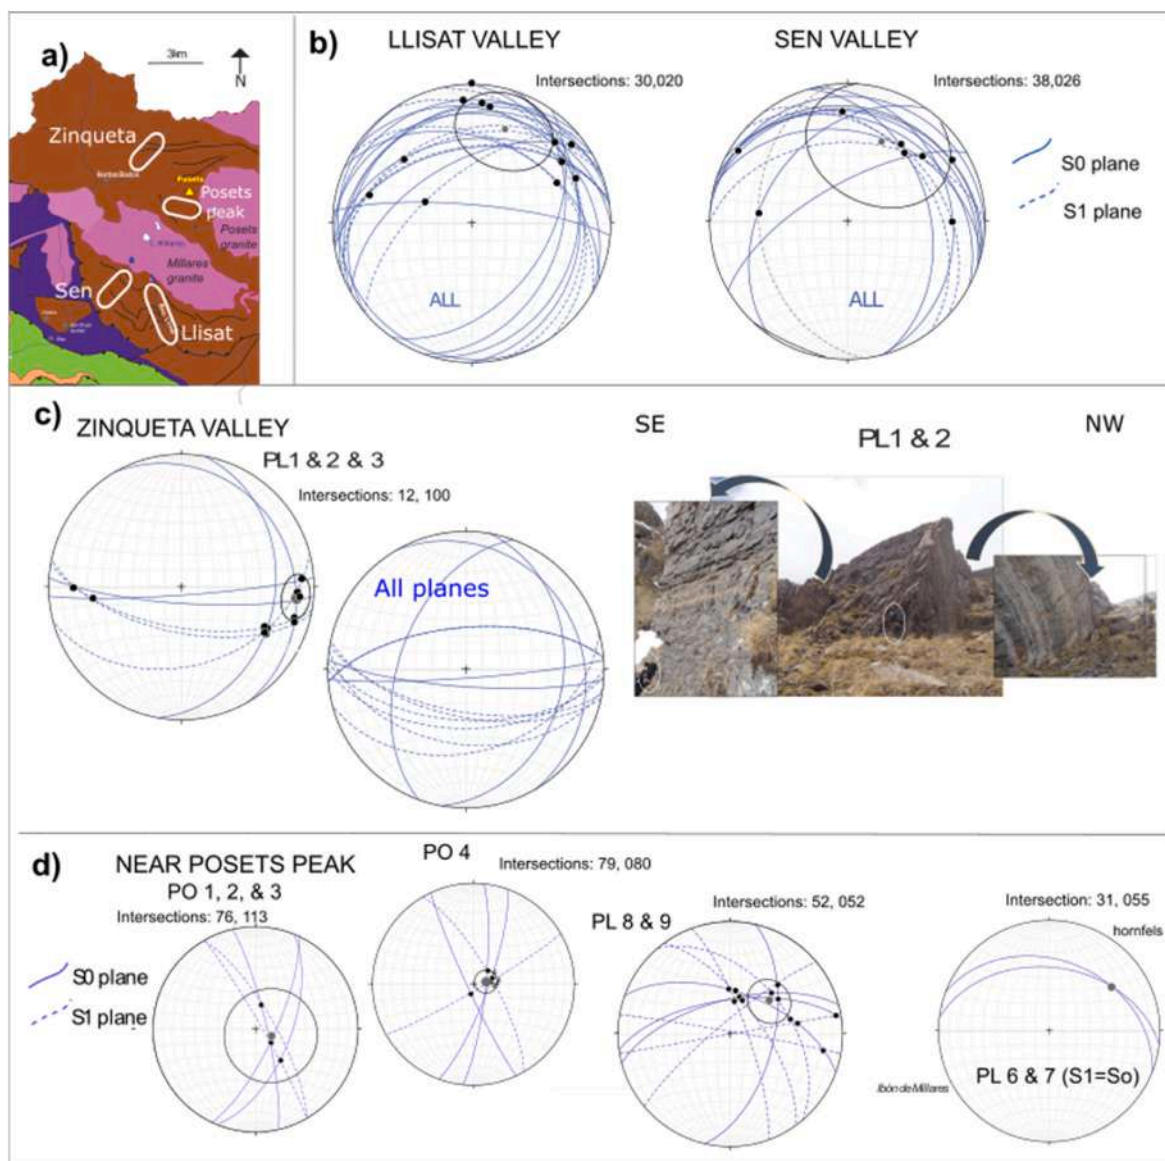 a)
3km
N
Zinqueta
Posets
Posets
peak
Posets
granite
Millares
granite
Sen
Llisat
b)
LLISAT VALLEY
Intersections: 30,020
ALL
SEN VALLEY
Intersections: 38,026
ALL
S0 plane
S1 plane
c)
ZINQUETA VALLEY
PL1 & 2 & 3
Intersections: 12, 100
All planes
SE
PL1 & 2
NW
d)
NEAR POSETS PEAK
PO 1, 2, & 3
Intersections: 76, 113
S0 plane
S1 plane
PO 4
Intersections: 79, 080
PL 8 & 9
Intersections: 52, 052
Intersection: 31, 055
hornfels
Ibón de Millares
PL 6 & 7 (S1=So)